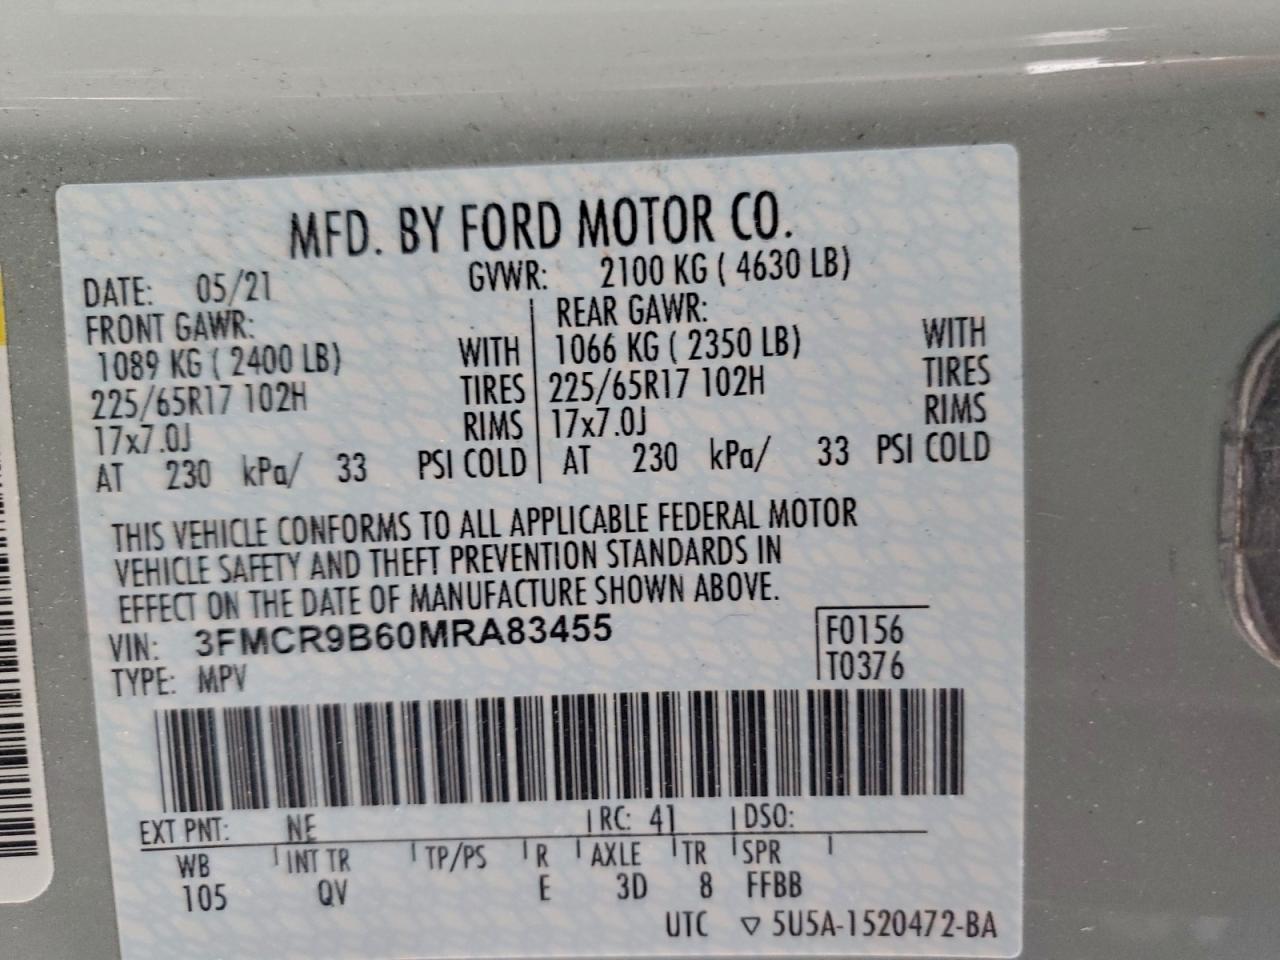 MFD. BY FORD MOTOR CO.
DATE: 05/21 GVWR: 2100 KG ( 4630 LB)
FRONT GAWR: REAR GAWR:
1089 KG ( 2400 LB) WITH 1066 KG ( 2350 LB) WITH
225/65R17 102H TIRES 225/65R17 102H TIRES
17x7.0J RIMS 17x7.0J RIMS
AT 230 kPa/ 33 PSI COLD AT 230 kPa/ 33 PSI COLD
THIS VEHICLE CONFORMS TO ALL APPLICABLE FEDERAL MOTOR
VEHICLE SAFETY AND THEFT PREVENTION STANDARDS IN
EFFECT ON THE DATE OF MANUFACTURE SHOWN ABOVE.
VIN: 3FMCR9B60MRA83455 F0156
TYPE: MPV T0376
EXT PNT: NE RC: 41 DSO:
WB INT TR TP/PS R AXLE TR SPR
105 QV E 3D 8 FFBB
UTC ▽ 5U5A-1520472-BA